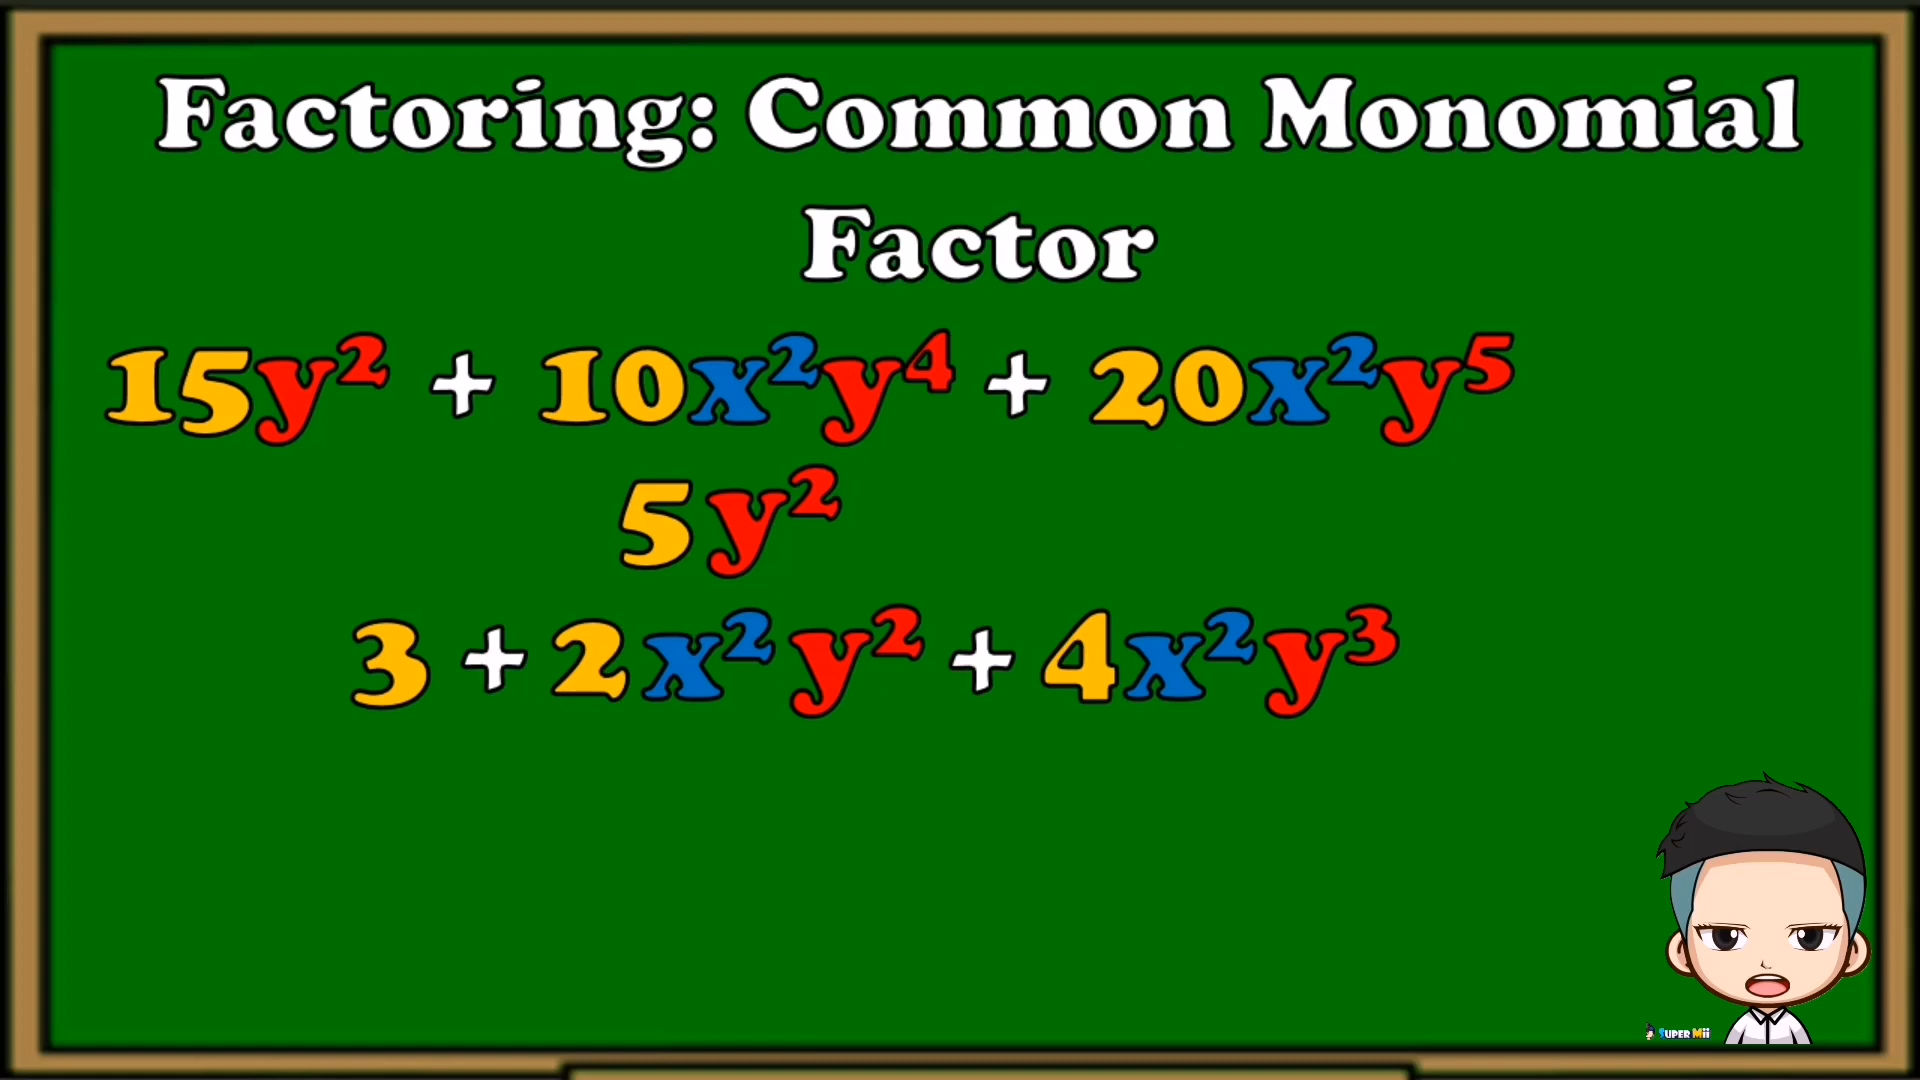 Factoring: Common Monomial
Factor
15y² + 10x²y⁴ + 20x²y⁵
5y²
3 + 2x²y² + 4x²y³
SUPER Mii